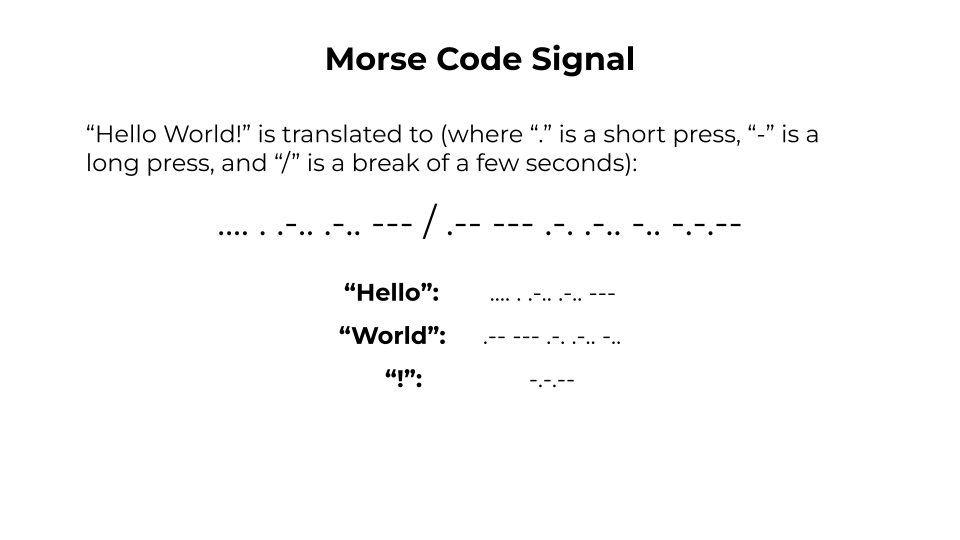 Morse Code Signal
“Hello World!” is translated to (where “.” is a short press, “-” is a
long press, and “/” is a break of a few seconds):
.... . .-.. .-.. --- / .-- --- .-. .-.. -.. -.-.--
“Hello”: .... . .-.. .-.. ---
“World”: .-- --- .-. .-.. -..
“!”: -.-.--